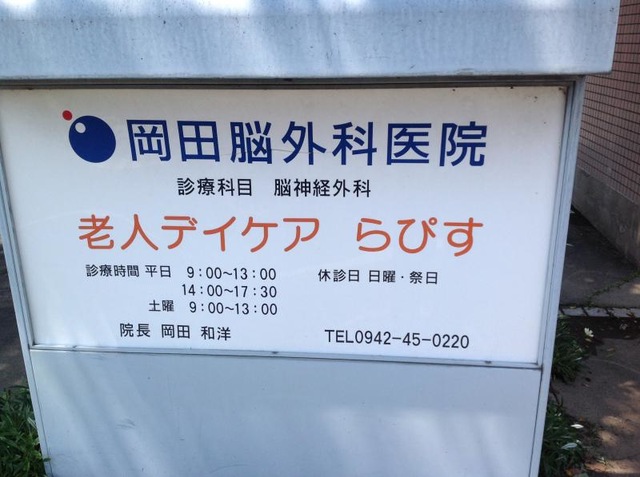 岡田脳外科医院
診療科目 脳神経外科
老人デイケア らぴす
診療時間 平日 9:00~13:00 休診日 日曜・祭日
14:00~17:30
土曜 9:00~13:00
院長 岡田 和洋 TEL0942-45-0220